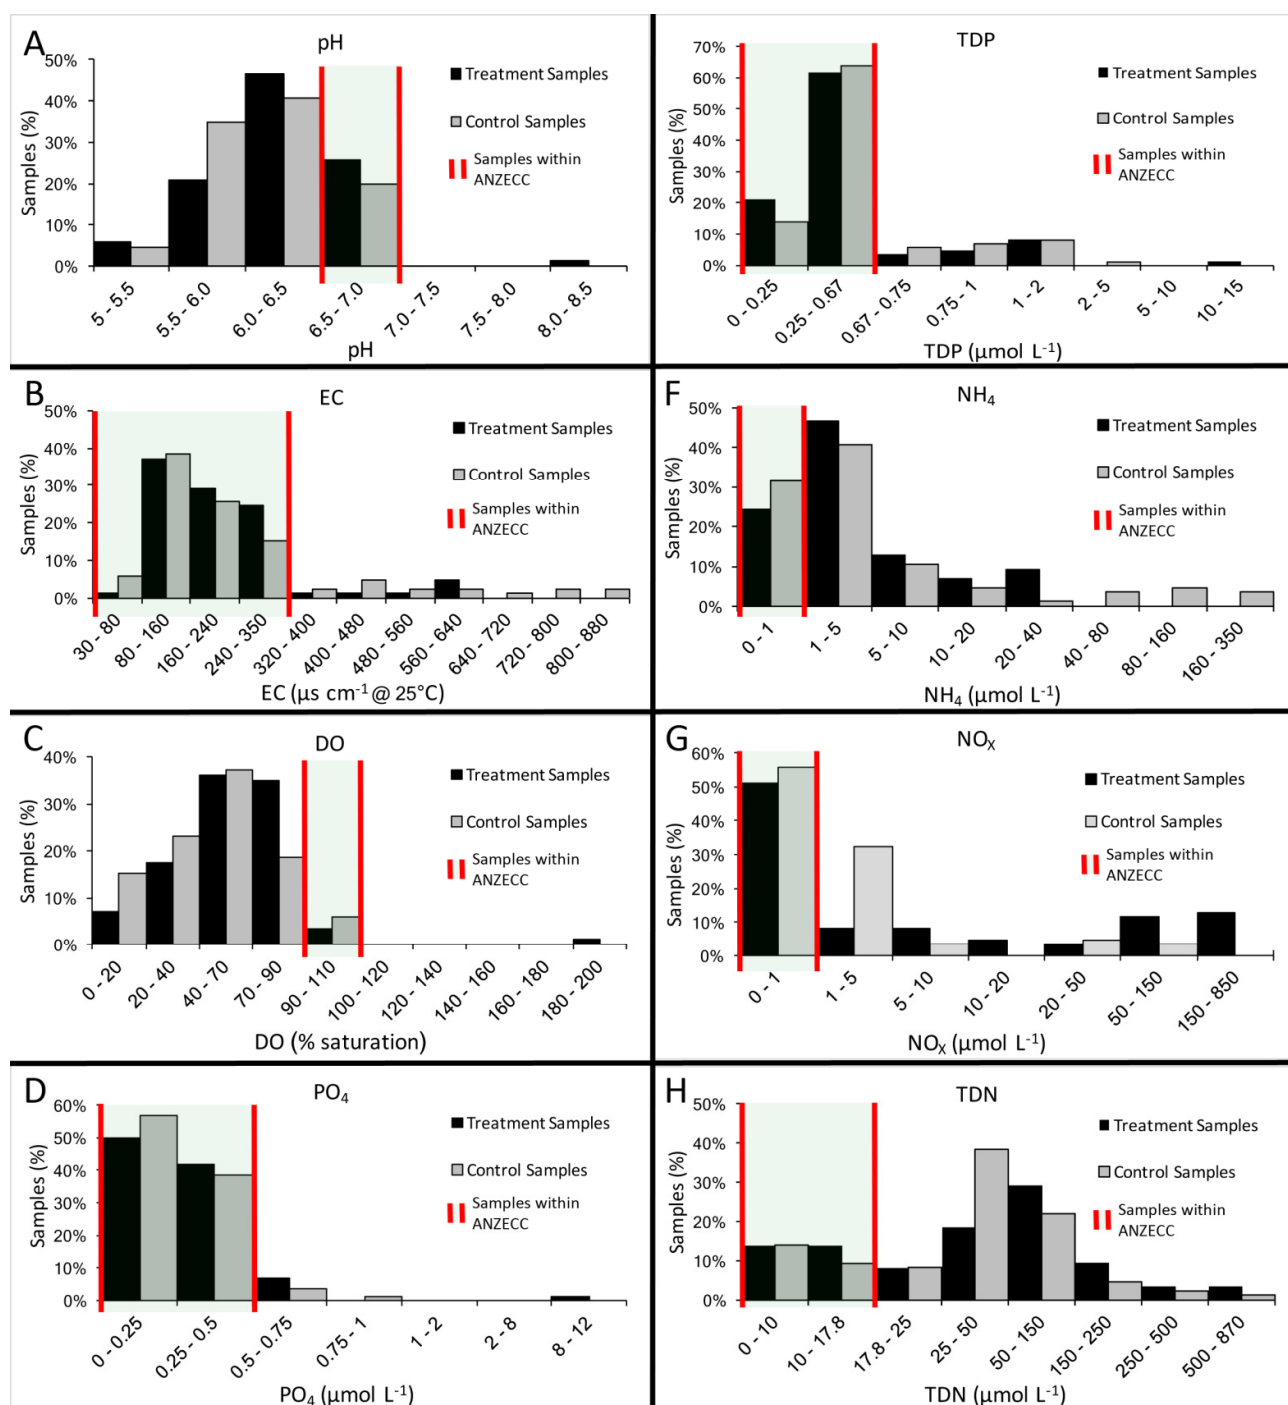 A
pH
50%
40%
30%
20%
10%
0%
Samples (%)
Treatment Samples
Control Samples
Samples within
ANZECC
5 - 5.5
5.5 - 6.0
6.0 - 6.5
6.5 - 7.0
7.0 - 7.5
7.5 - 8.0
8.0 - 8.5
pH
TDP
70%
60%
50%
40%
30%
20%
10%
0%
Samples (%)
Treatment Samples
Control Samples
Samples within
ANZECC
0 - 0.25
0.25 - 0.67
0.67 - 0.75
0.75 - 1
1 - 2
2 - 5
5 - 10
10 - 15
TDP (µmol L⁻¹)
B
EC
50%
40%
30%
20%
10%
0%
Samples (%)
Treatment Samples
Control Samples
Samples within
ANZECC
30 - 80
80 - 160
160 - 240
240 - 350
320 - 400
400 - 480
480 - 560
560 - 640
640 - 720
720 - 800
800 - 880
EC (µs cm⁻¹ @ 25°C)
F
NH₄
50%
40%
30%
20%
10%
0%
Samples (%)
Treatment Samples
Control Samples
Samples within
ANZECC
0 - 1
1 - 5
5 - 10
10 - 20
20 - 40
40 - 80
80 - 160
160 - 350
NH₄ (µmol L⁻¹)
C
DO
40%
30%
20%
10%
0%
Samples (%)
Treatment Samples
Control Samples
Samples within
ANZECC
0 - 20
20 - 40
40 - 70
70 - 90
90 - 110
100 - 120
120 - 140
140 - 160
160 - 180
180 - 200
DO (% saturation)
G
NOₓ
60%
50%
40%
30%
20%
10%
0%
Samples (%)
Treatment Samples
Control Samples
Samples within
ANZECC
0 - 1
1 - 5
5 - 10
10 - 20
20 - 50
50 - 150
150 - 850
NOₓ (µmol L⁻¹)
D
PO₄
60%
50%
40%
30%
20%
10%
0%
Samples (%)
Treatment Samples
Control Samples
Samples within
ANZECC
0 - 0.25
0.25 - 0.5
0.5 - 0.75
0.75 - 1
1 - 2
2 - 8
8 - 12
PO₄ (µmol L⁻¹)
H
TDN
50%
40%
30%
20%
10%
0%
Samples (%)
Treatment Samples
Control Samples
Samples within
ANZECC
0 - 10
10 - 17.8
17.8 - 25
25 - 50
50 - 150
150 - 250
250 - 500
500 - 870
TDN (µmol L⁻¹)